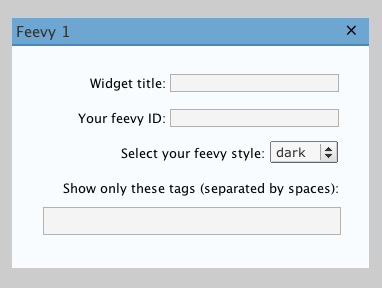 Feevy 1
Widget title:
Your feevy ID:
Select your feevy style: dark
Show only these tags (separated by spaces):